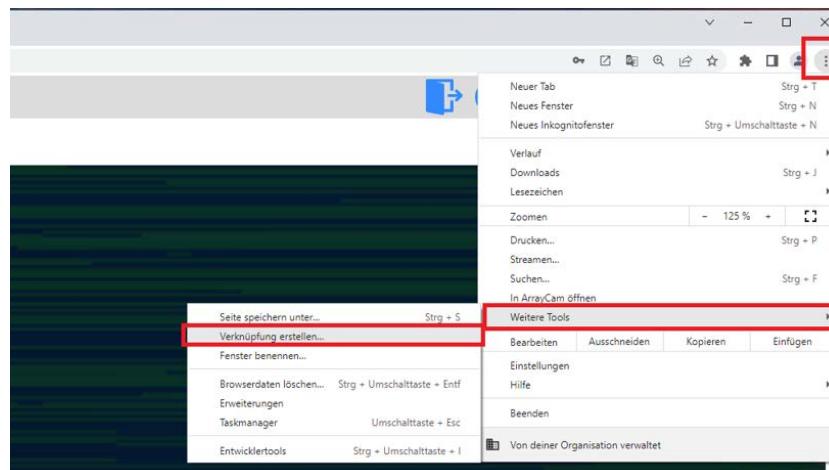 Neuer Tab Strg + T
Neues Fenster Strg + N
Neues Inkognitofenster Strg + Umschalttaste + N
Verlauf
Downloads Strg + J
Lesezeichen
Zoomen - 125 % +
Drucken... Strg + P
Streamen...
Suchen... Strg + F
In ArrayCam öffnen
Weitere Tools
Bearbeiten Ausschneiden Kopieren Einfügen
Einstellungen
Hilfe
Beenden
Von deiner Organisation verwaltet
Seite speichern unter... Strg + S
Verknüpfung erstellen...
Fenster benennen...
Browserdaten löschen... Strg + Umschalttaste + Entf
Erweiterungen
Taskmanager Umschalttaste + Esc
Entwicklertools Strg + Umschalttaste + I